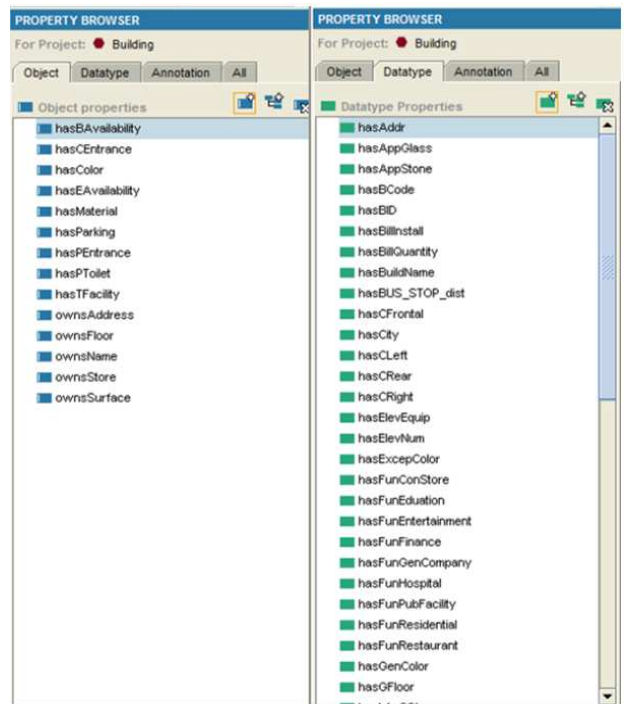 PROPERTY BROWSER
For Project: Building
Object Datatype Annotation All
Object properties
hasBAvailability
hasCEntrance
hasColor
hasEAvailability
hasMaterial
hasParking
hasPEntrance
hasPToilet
hasTFacility
ownsAddress
ownsFloor
ownsName
ownsStore
ownsSurface
PROPERTY BROWSER
For Project: Building
Object Datatype Annotation All
Datatype Properties
hasAddr
hasAppGlass
hasAppStone
hasBCode
hasBID
hasBillInstall
hasBillQuantity
hasBuildName
hasBUS_STOP_dist
hasCFrontal
hasCity
hasCLeft
hasCRear
hasCRight
hasElevEquip
hasElevNum
hasExcepColor
hasFunConStore
hasFunEduation
hasFunEntertainment
hasFunFinance
hasFunGenCompany
hasFunHospital
hasFunPubFacility
hasFunResidential
hasFunRestaurant
hasGenColor
hasGFloor